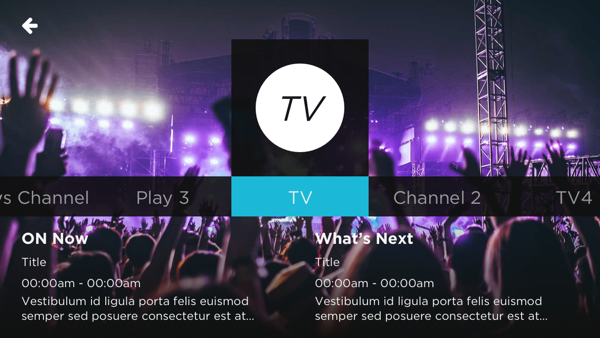 TV
vs Channel
Play 3
TV
Channel 2
TV4
ON Now
Title
00:00am - 00:00am
Vestibulum id ligula porta felis euismod
semper sed posuere consectetur est at...
What's Next
Title
00:00am - 00:00am
Vestibulum id ligula porta felis euismod
semper sed posuere consectetur est at...